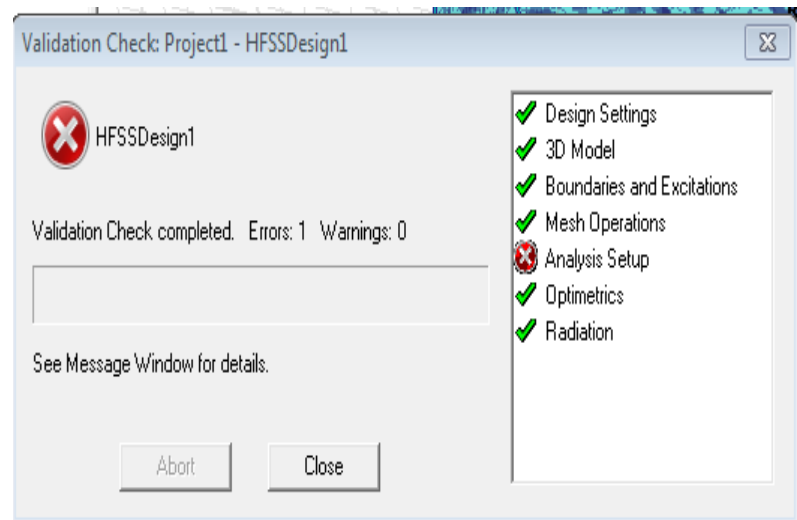 Validation Check: Project1 - HFSSDesign1
HFSSDesign1
Validation Check completed. Errors: 1 Warnings: 0
See Message Window for details.
Abort
Close
Design Settings
3D Model
Boundaries and Excitations
Mesh Operations
Analysis Setup
Optimetrics
Radiation